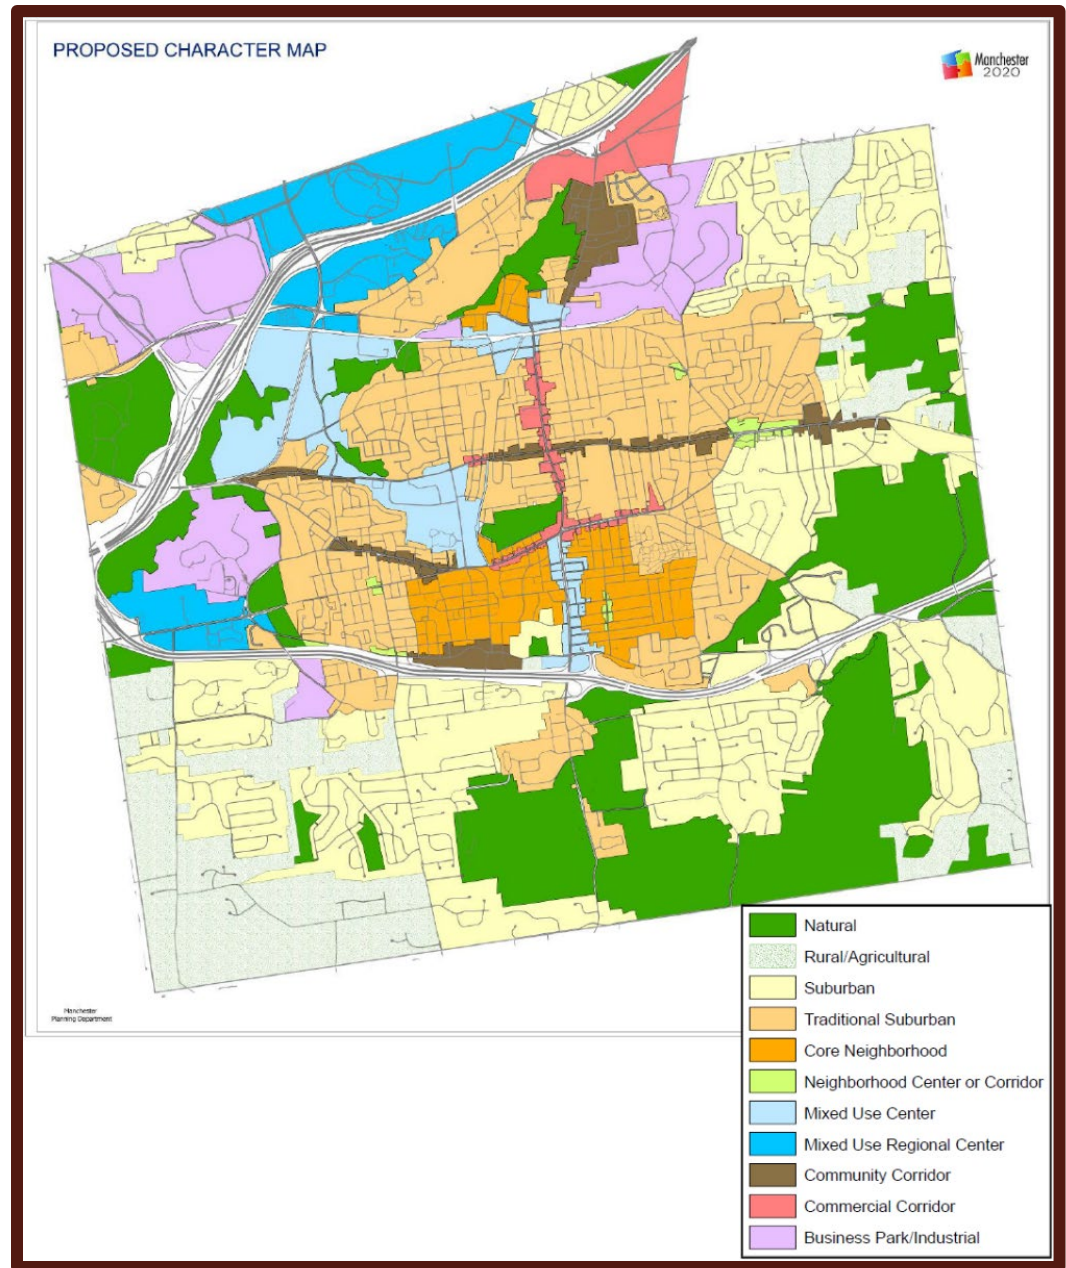 PROPOSED CHARACTER MAP
Manchester
2020
Manchester
Planning Department
Natural
Rural/Agricultural
Suburban
Traditional Suburban
Core Neighborhood
Neighborhood Center or Corridor
Mixed Use Center
Mixed Use Regional Center
Community Corridor
Commercial Corridor
Business Park/Industrial